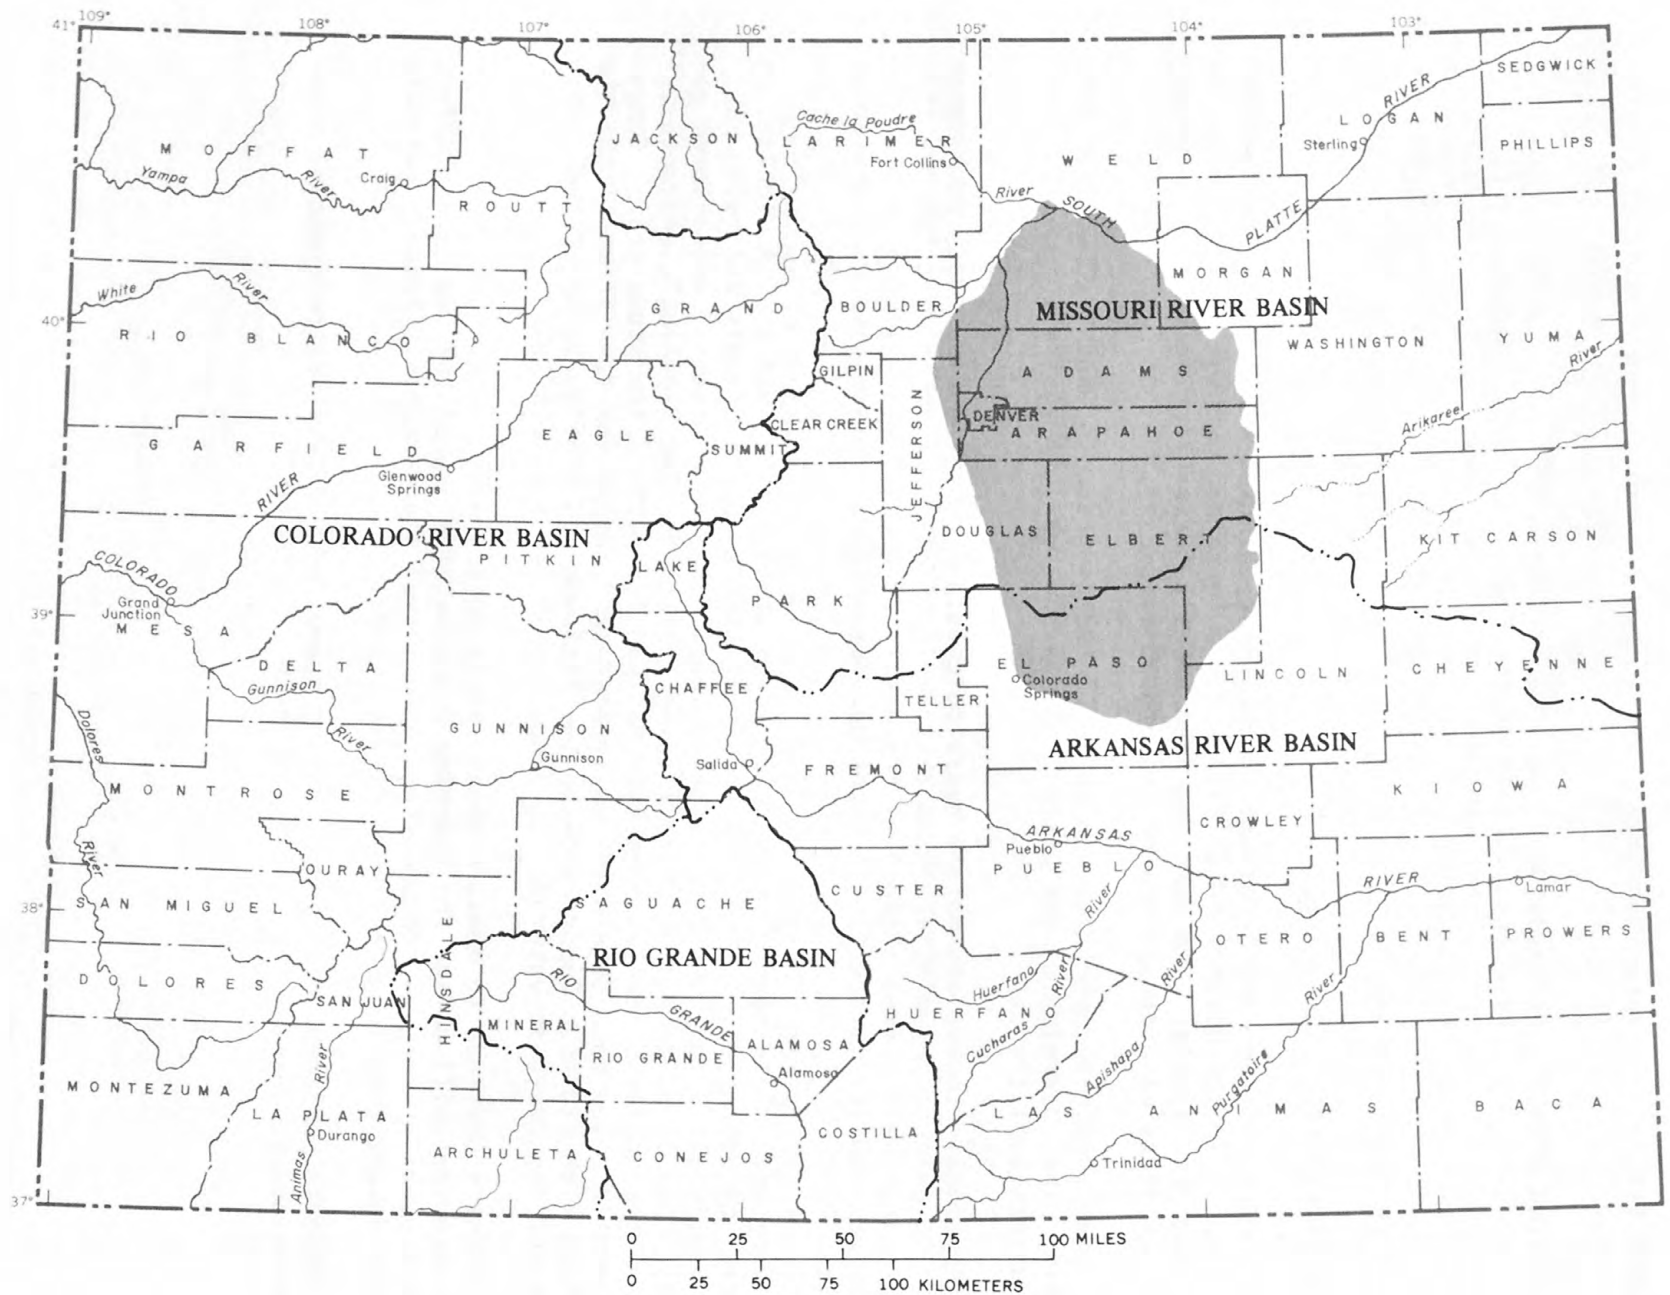 109°
108°
107°
106°
105°
104°
103°
41°
SEDGWICK
RIVER
LOGAN
Sterling
PHILLIPS
Cache la Poudre
JACKSON
LARIMER
Fort Collins
WELD
MOFFAT
Yampa
River
Craig
ROUTT
River
SOUTH
PLATTE
MORGAN
White
River
GRAND
BOULDER
MISSOURI RIVER BASIN
40°
RIO BLANCO
WASHINGTON
YUMA
River
GILPIN
ADAMS
JEFFERSON
DENVER
ARAPAHOE
Arikaree
CLEAR CREEK
EAGLE
SUMMIT
GARFIELD
Glenwood
Springs
RIVER
COLORADO RIVER BASIN
PITKIN
DOUGLAS
ELBERT
KIT CARSON
LAKE
COLORADO
Grand
Junction
PARK
39°
MESA
DELTA
Gunnison
EL PASO
Colorado
Springs
LINCOLN
CHEYENNE
CHAFFEE
TELLER
Dolores
River
GUNNISON
Gunnison
ARKANSAS RIVER BASIN
Salida
FREMONT
MONTROSE
KIOWA
CROWLEY
ARKANSAS
Pueblo
PUEBLO
River
OURAY
CUSTER
RIVER
Lamar
SAGUACHE
38°
SAN MIGUEL
River
HINSDALE
RIO GRANDE BASIN
OTERO
BENT
PROWERS
DOLORES
SAN JUAN
RIO
GRANDE
Huerfano
River
River
River
HUERFANO
MINERAL
RIO GRANDE
ALAMOSA
Alamosa
Cucharas
Apishapa
Purgatoire
MONTEZUMA
River
LA PLATA
Durango
LAS ANIMAS
BACA
COSTILLA
ARCHULETA
CONEJOS
Trinidad
Animas
37°
0 25 50 75 100 MILES
0 25 50 75 100 KILOMETERS